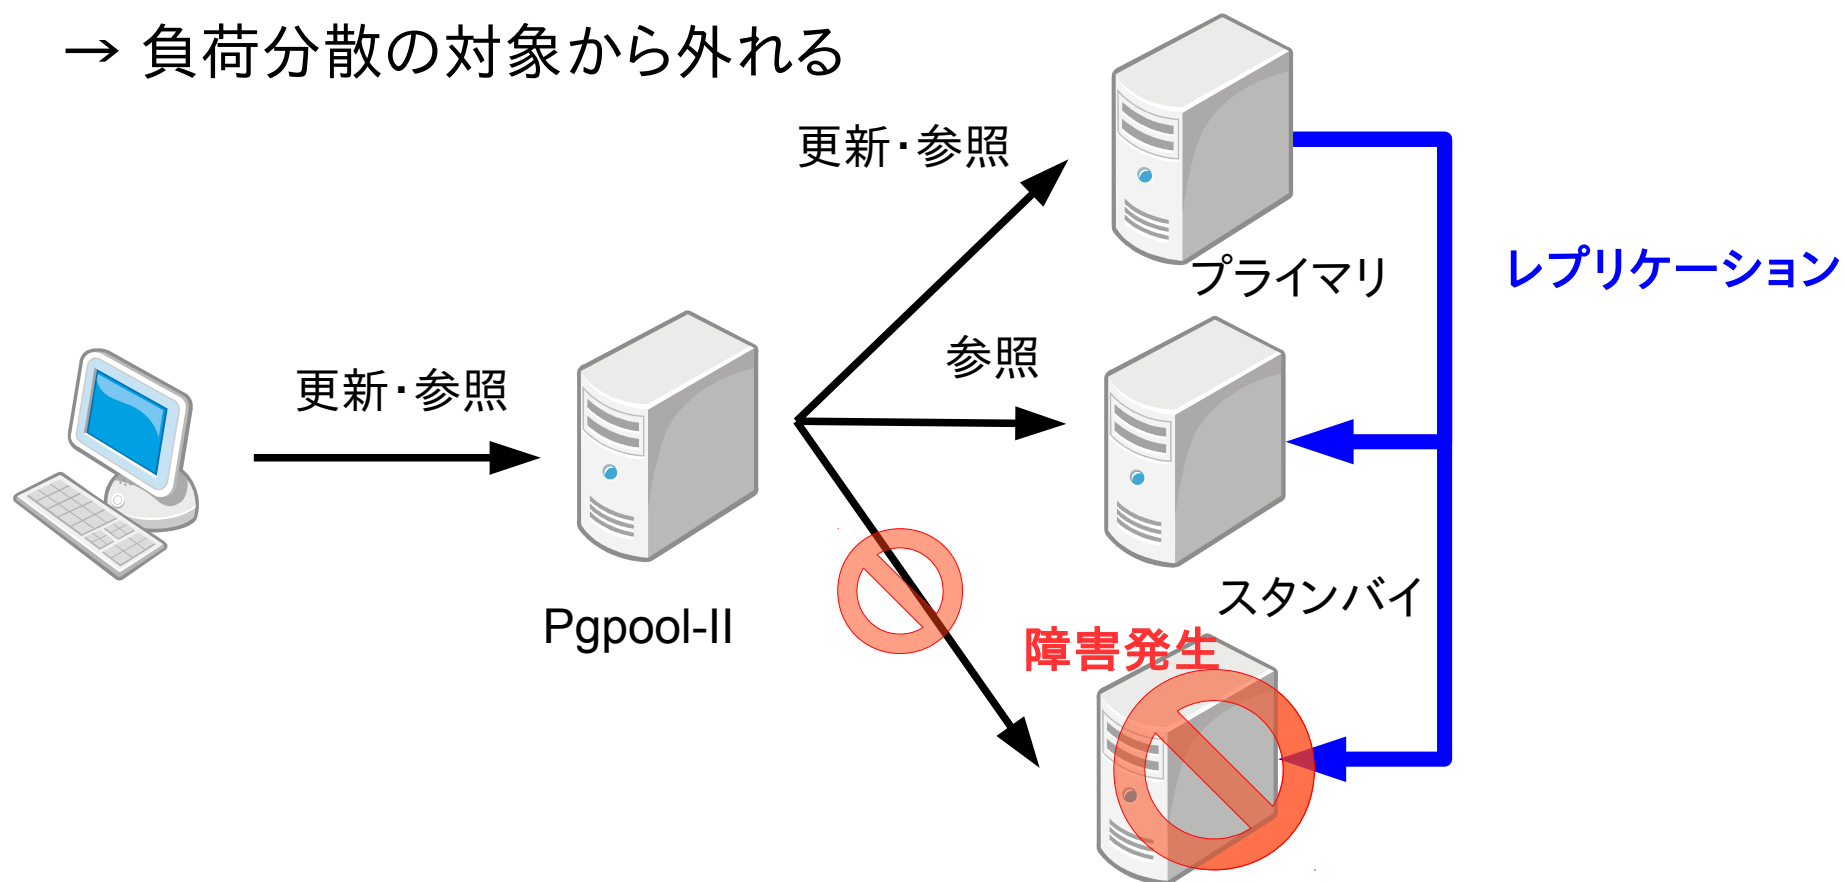 → 負荷分散の対象から外れる
更新・参照
プライマリ
レプリケーション
参照
更新・参照
スタンバイ
Pgpool-II
障害発生